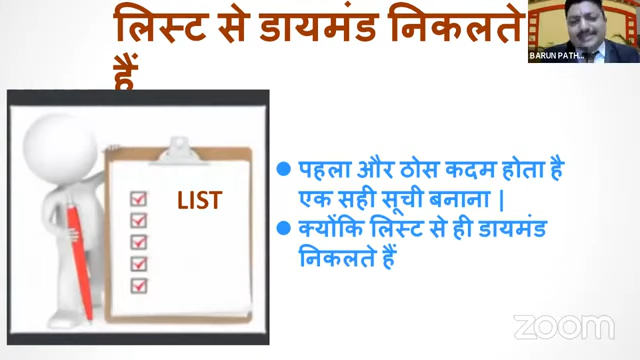 लिस्ट से डायमंड निकलते
हैं
BARUN PATH...
LIST
पहला और ठोस कदम होता है
एक सही सूची बनाना |
क्योंकि लिस्ट से ही डायमंड
निकलते हैं
zoom